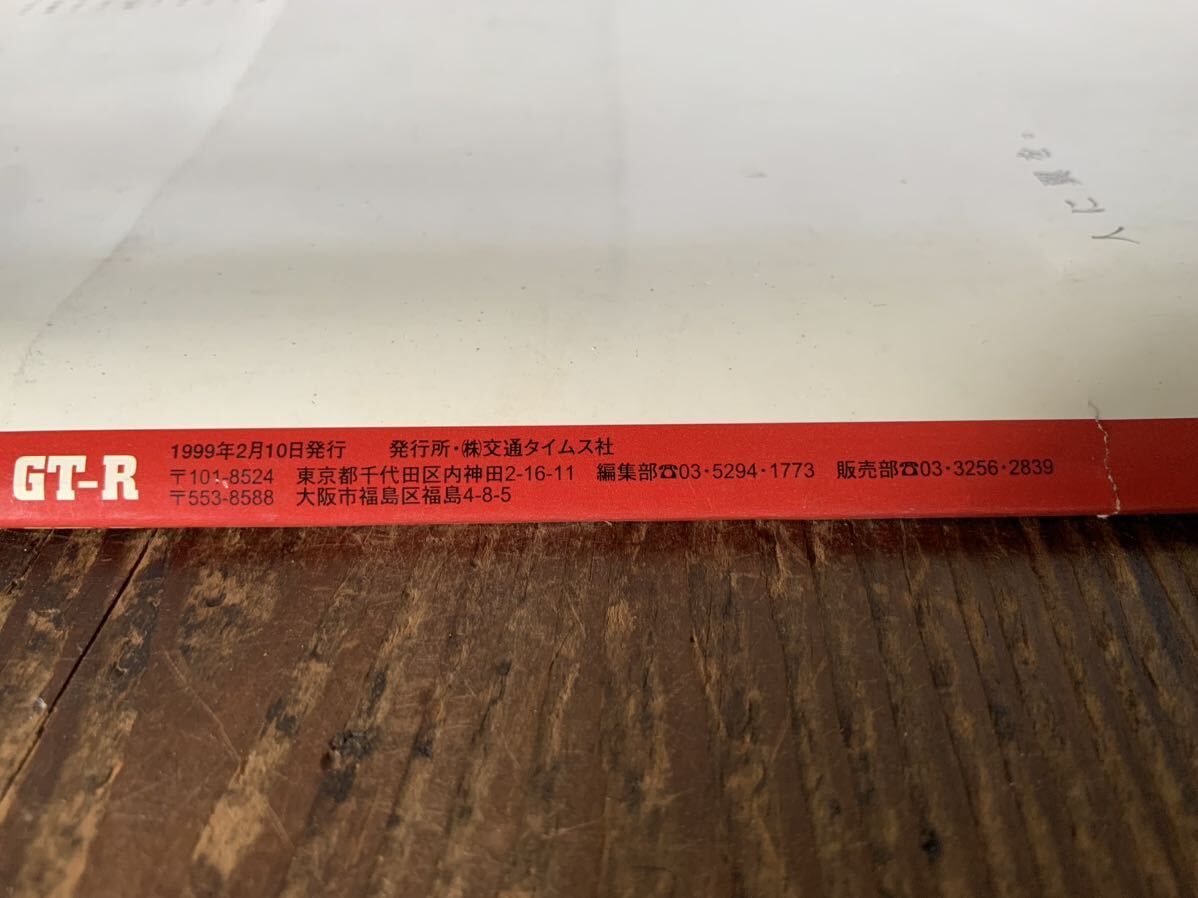 人に
GT-R
1999年2月10日発行 発行所・㈱交通タイムス社
〒101-8524 東京都千代田区内神田2-16-11 編集部☎03・5294・1773 販売部☎03・3256・2839
〒553-8588 大阪市福島区福島4-8-5